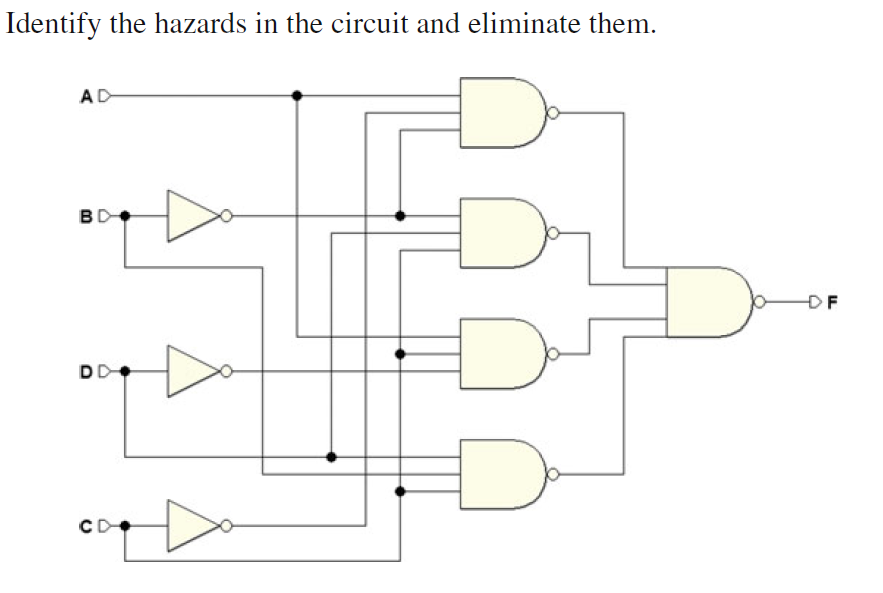 Identify the hazards in the circuit and eliminate them.
A
B
F
D
C